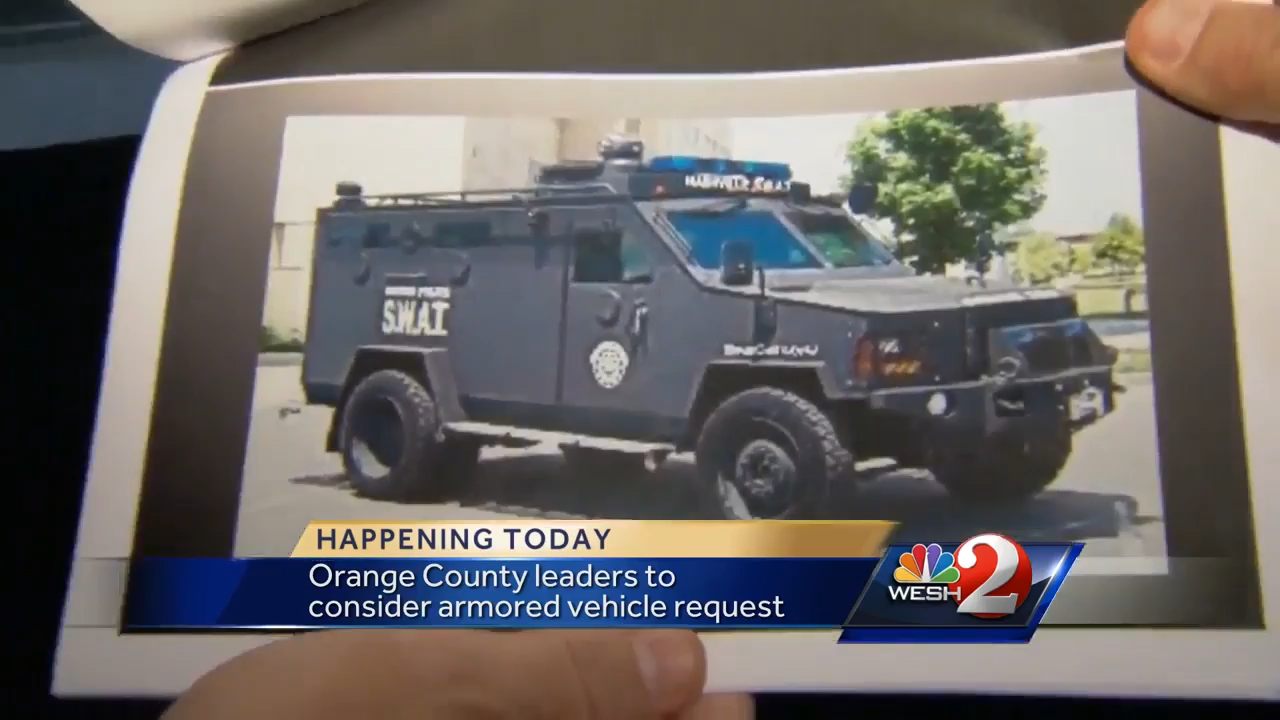 S.W.A.T.
HAPPENING TODAY
Orange County leaders to
consider armored vehicle request
WESH 2